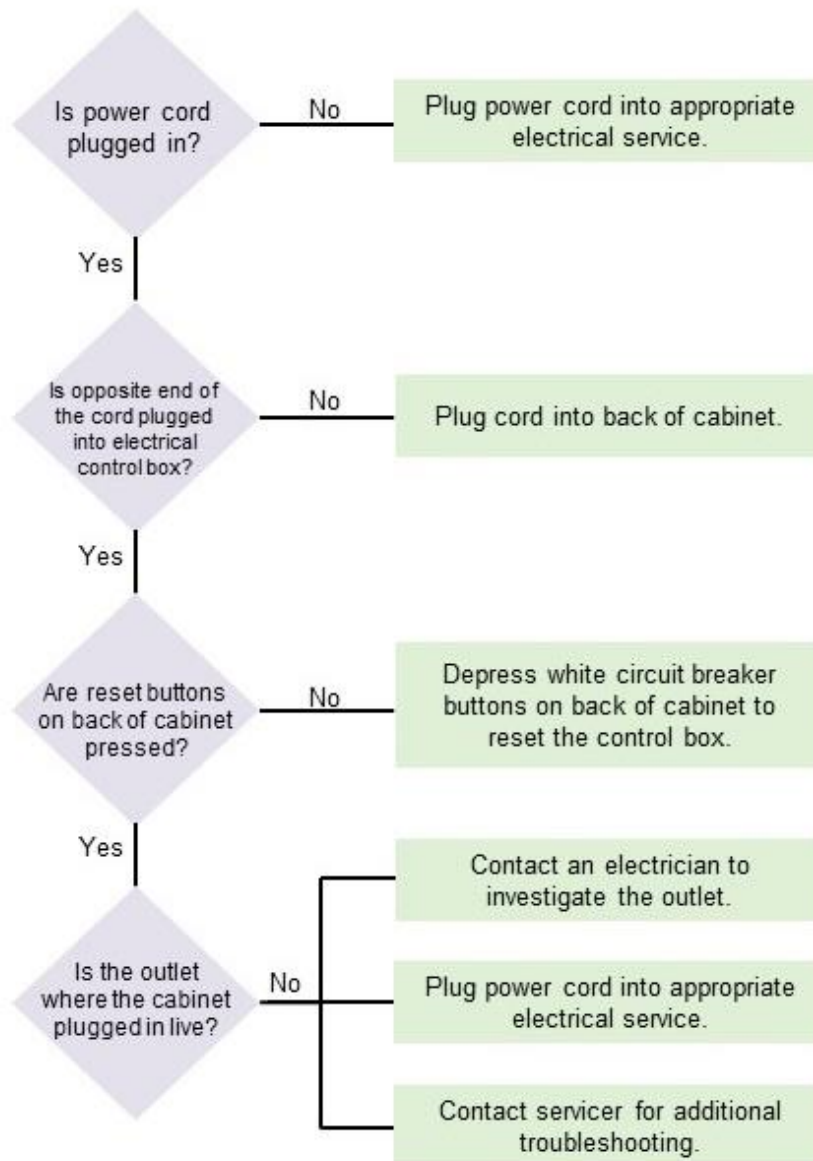 Is power cord
plugged in?
No
Plug power cord into appropriate
electrical service.
Yes
Is opposite end of
the cord plugged
into electrical
control box?
No
Plug cord into back of cabinet.
Yes
Are reset buttons
on back of cabinet
pressed?
No
Depress white circuit breaker
buttons on back of cabinet to
reset the control box.
Yes
Is the outlet
where the cabinet
plugged in live?
No
Contact an electrician to
investigate the outlet.
Plug power cord into appropriate
electrical service.
Contact servicer for additional
troubleshooting.